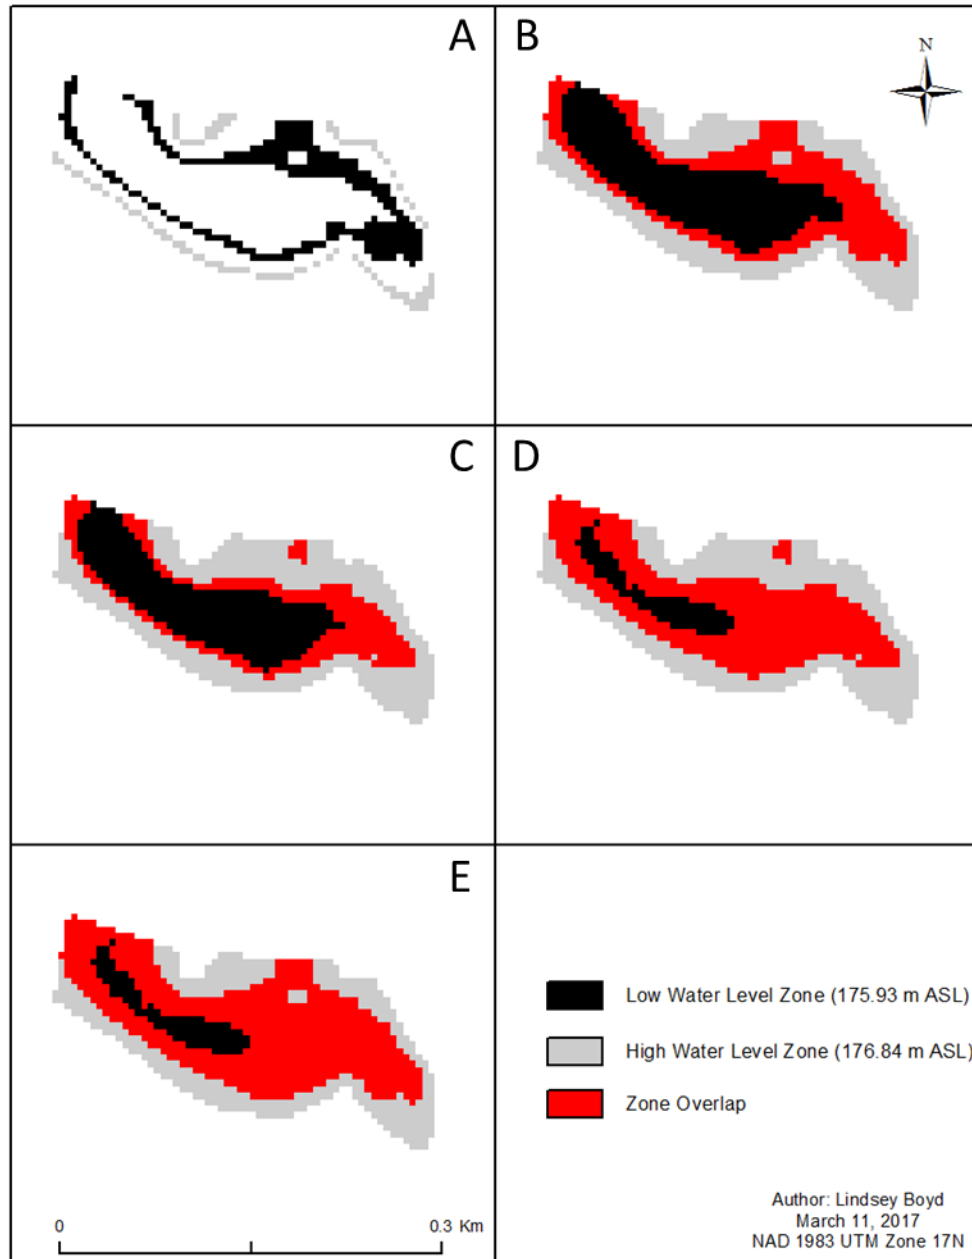 A
B
N
C
D
E
Low Water Level Zone (175.93 m ASL)
High Water Level Zone (176.84 m ASL)
Zone Overlap
0
0.3 Km
Author: Lindsey Boyd
March 11, 2017
NAD 1983 UTM Zone 17N